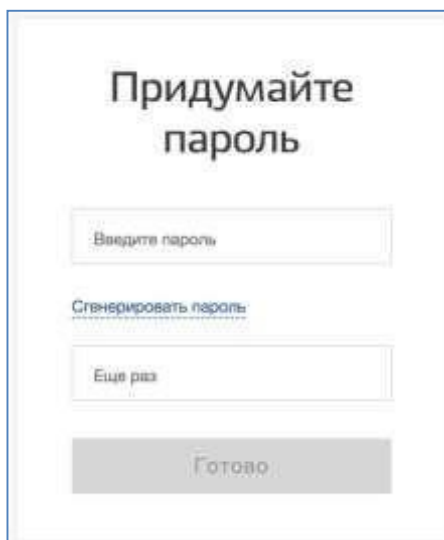 Придумайте
пароль
Введите пароль
Сгенерировать пароль
Еще раз
Готово